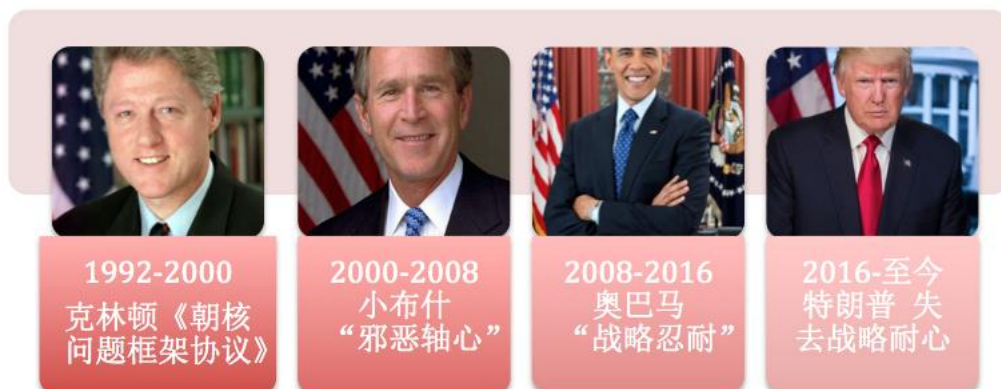 1992-2000
克林顿《朝核
问题框架协议》
2000-2008
小布什
“邪恶轴心”
2008-2016
奥巴马
“战略忍耐”
2016-至今
特朗普 失
去战略耐心